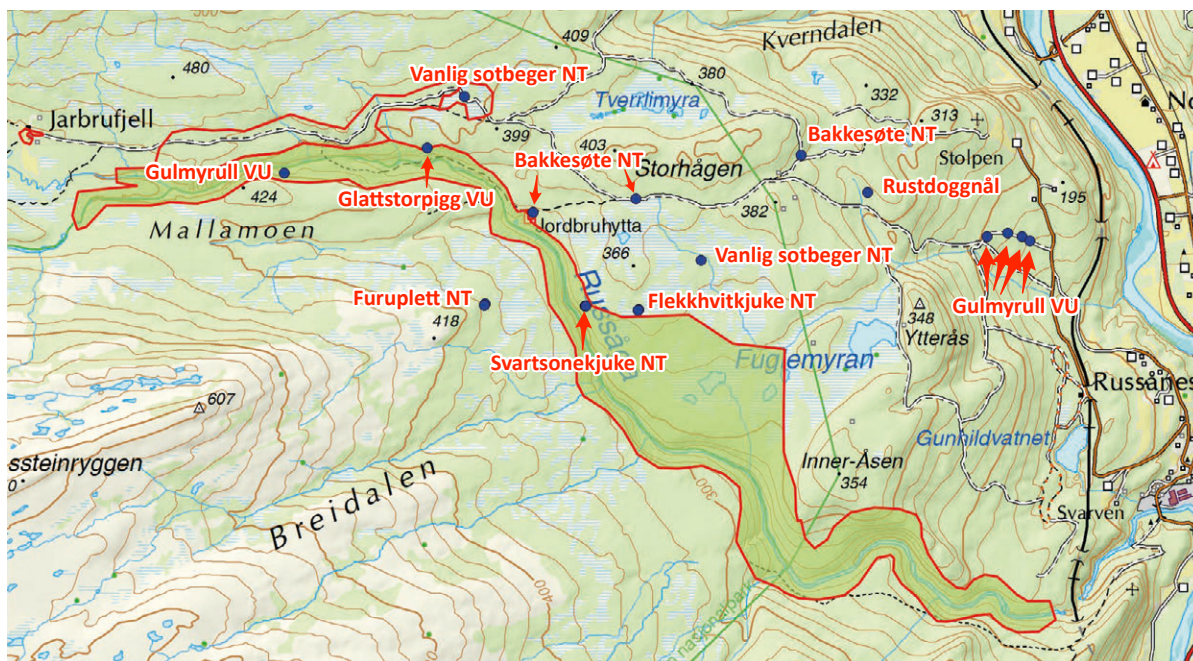 409
Kverndalen
480
Vanlig sotbeger NT
380
Tverrlimyra
332
Jarbrufjell
399
313
403
Bakkesøte NT
Stolpen
Gulmyrull VU
Bakkesøte NT
Storhågen
424
Glattstorpigg VU
Rustdoggnål
195
382
Mallamoen
Jordbruhytta
366
Vanlig sotbeger NT
Furuplett NT
418
Russåga
Flekkhvitkjuke NT
Gulmyrull VU
348
Ytterås
Svartsonekjuke NT
Fuglemyran
Russånes
607
Gunhildvatnet
ssteinryggen
Breidalen
Inner-Åsen
354
300
Svarven
400
nasjonalpark